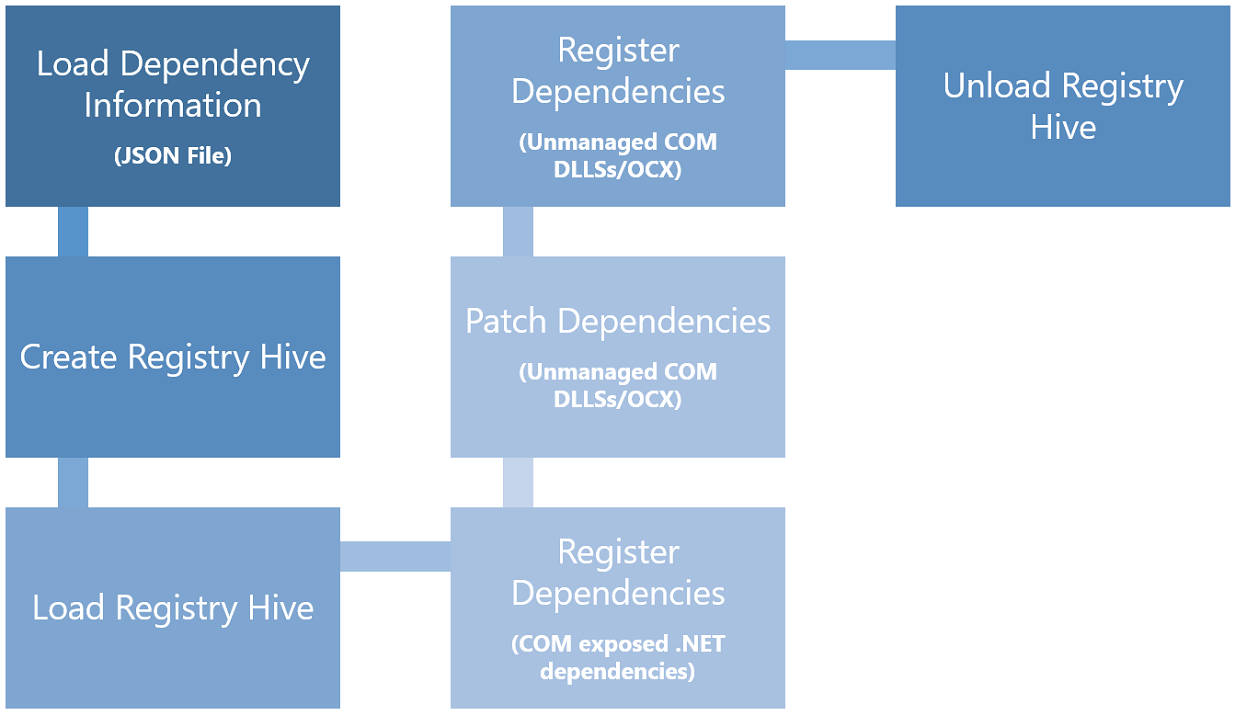 Load Dependency
Information
(JSON File)
Create Registry Hive
Load Registry Hive
Register
Dependencies
(COM exposed .NET
dependencies)
Patch Dependencies
(Unmanaged COM
DLLSs/OCX)
Register
Dependencies
(Unmanaged COM
DLLSs/OCX)
Unload Registry
Hive